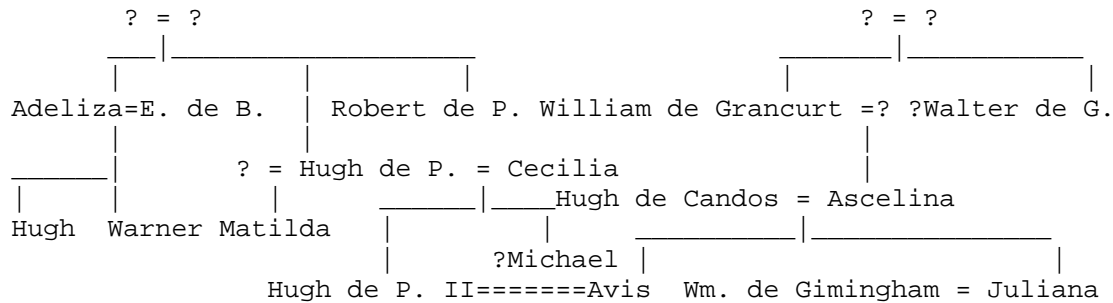 ? = ? ? = ?
Adeliza=E. de B. Robert de P. William de Grancurt =? ?Walter de G.
? = Hugh de P. = Cecilia
Hugh de Candos = Ascelina
Hugh Warner Matilda
?Michael
Hugh de P. II=======Avis Wm. de Gimingham = Juliana